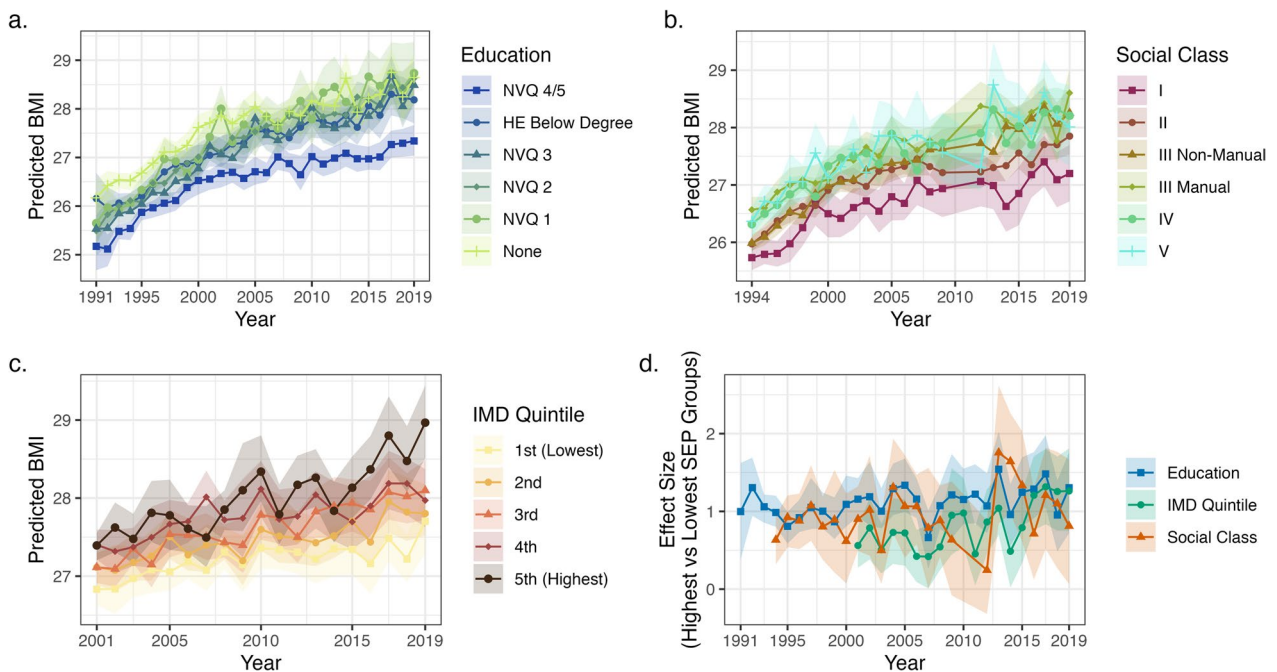 a.
Predicted BMI
29
28
27
26
25
1991 1995 2000 2005 2010 2015 2019
Year
Education
NVQ 4/5
HE Below Degree
NVQ 3
NVQ 2
NVQ 1
None
b.
Predicted BMI
29
28
27
26
1994 2000 2005 2010 2015 2019
Year
Social Class
I
II
III Non-Manual
III Manual
IV
V
c.
Predicted BMI
29
28
27
2001 2005 2010 2015 2019
Year
IMD Quintile
1st (Lowest)
2nd
3rd
4th
5th (Highest)
d.
Effect Size
(Highest vs Lowest SEP Groups)
2
1
0
1991 1995 2000 2005 2010 2015 2019
Year
Education
IMD Quintile
Social Class